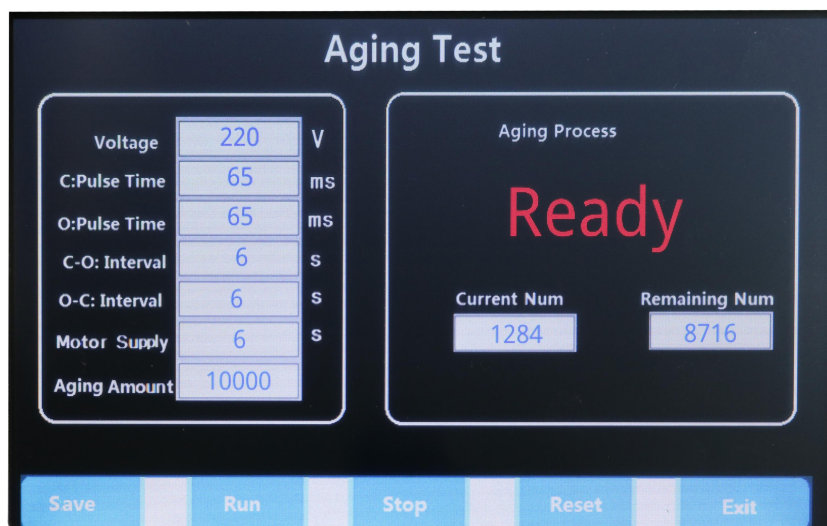 Aging Test
Voltage 220 V
C:Pulse Time 65 ms
O:Pulse Time 65 ms
C-O: Interval 6 s
O-C: Interval 6 s
Motor Supply 6 s
Aging Amount 10000
Aging Process
Ready
Current Num Remaining Num
1284 8716
Save Run Stop Reset Exit